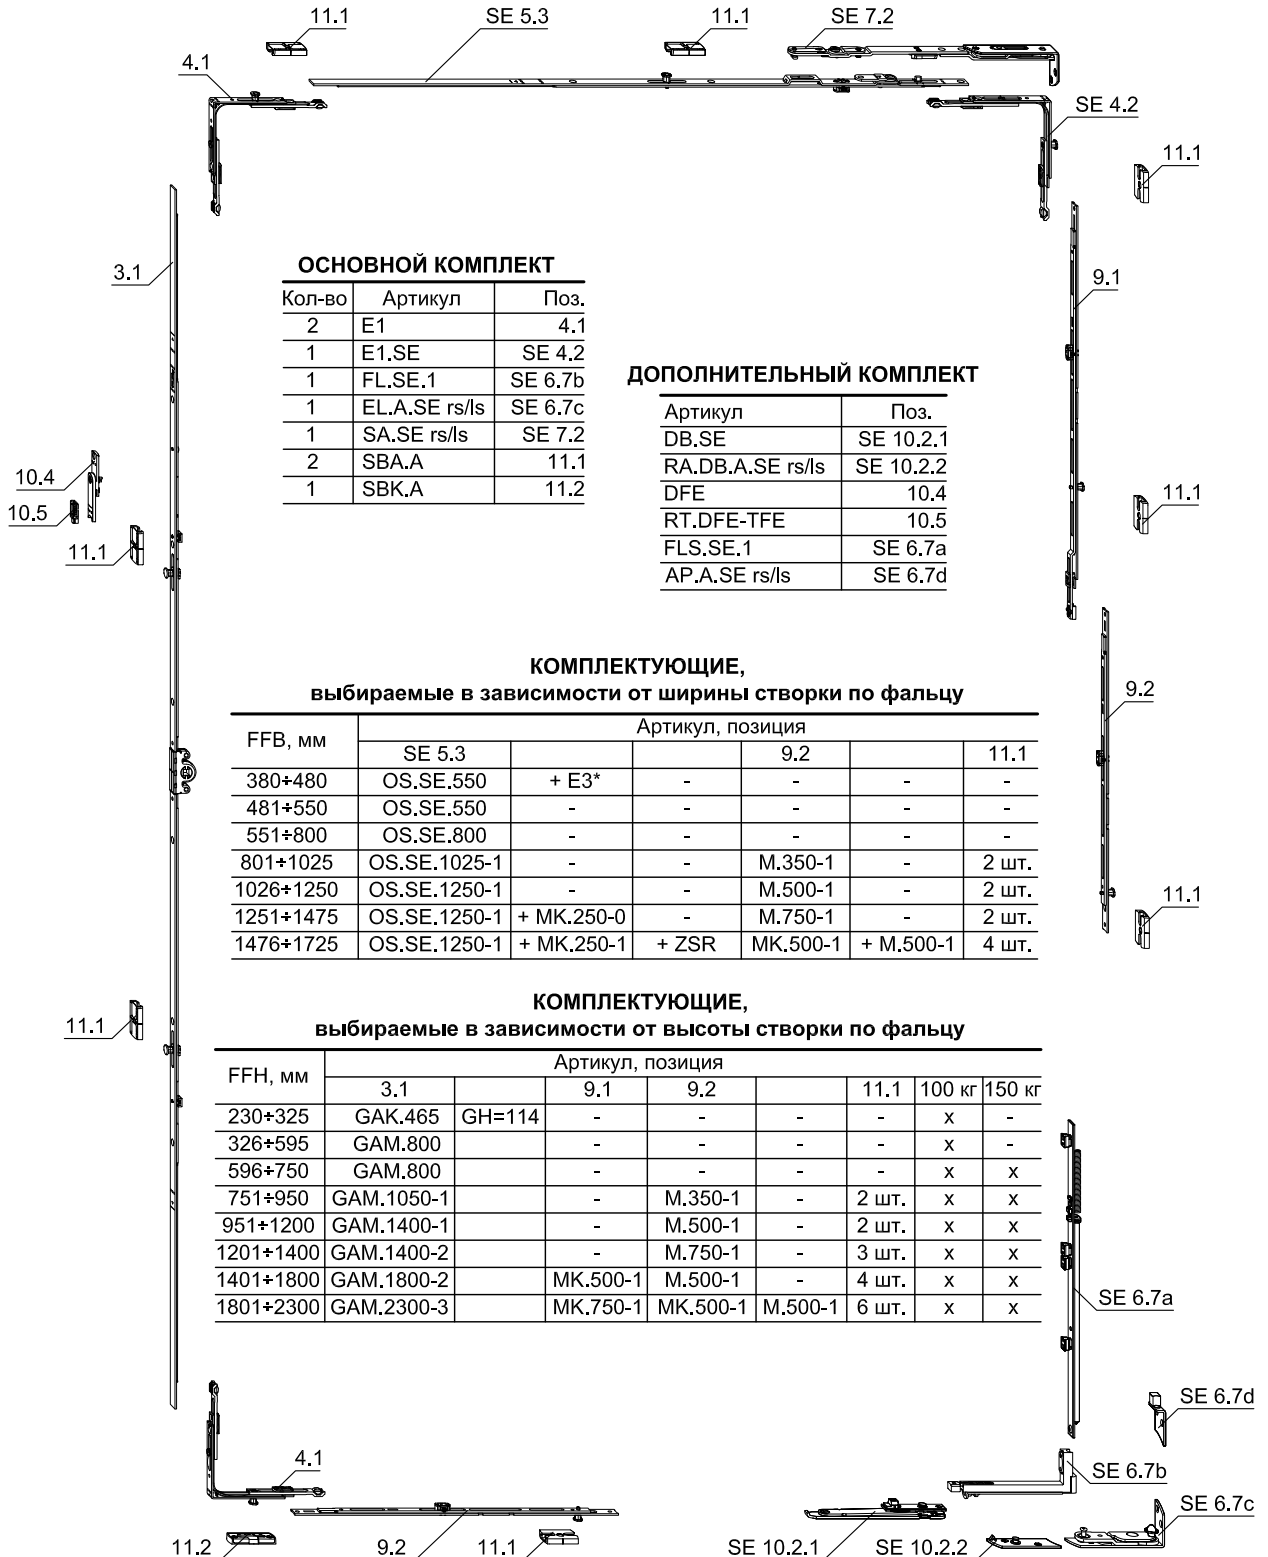 11.1
SE 5.3
11.1
SE 7.2
4.1
SE 4.2
11.1
3.1
9.1
ОСНОВНОЙ КОМПЛЕКТ
Кол-во Артикул Поз.
2 E1 4.1
1 E1.SE SE 4.2
1 FL.SE.1 SE 6.7b
1 EL.A.SE rs/ls SE 6.7c
1 SA.SE rs/ls SE 7.2
2 SBA.A 11.1
1 SBK.A 11.2
ДОПОЛНИТЕЛЬНЫЙ КОМПЛЕКТ
Артикул Поз.
DB.SE SE 10.2.1
RA.DB.A.SE rs/ls SE 10.2.2
DFE 10.4
RT.DFE-TFE 10.5
FLS.SE.1 SE 6.7a
AP.A.SE rs/ls SE 6.7d
10.4
10.5
11.1
11.1
9.2
11.1
11.1
КОМПЛЕКТУЮЩИЕ,
выбираемые в зависимости от ширины створки по фальцу
FFB, мм Артикул, позиция
SE 5.3 9.2 11.1
380÷480 OS.SE.550 + E3* - - - -
481÷550 OS.SE.550 - - - - -
551÷800 OS.SE.800 - - - - -
801÷1025 OS.SE.1025-1 - - M.350-1 - 2 шт.
1026÷1250 OS.SE.1250-1 - - M.500-1 - 2 шт.
1251÷1475 OS.SE.1250-1 + MK.250-0 - M.750-1 - 2 шт.
1476÷1725 OS.SE.1250-1 + MK.250-1 + ZSR MK.500-1 + M.500-1 4 шт.
КОМПЛЕКТУЮЩИЕ,
выбираемые в зависимости от высоты створки по фальцу
FFH, мм Артикул, позиция
3.1 9.1 9.2 11.1 100 кг 150 кг
230÷325 GAK.465 GH=114 - - - - x -
326÷595 GAM.800 - - - - x -
596÷750 GAM.800 - - - - x x
751÷950 GAM.1050-1 - M.350-1 - 2 шт. x x
951÷1200 GAM.1400-1 - M.500-1 - 2 шт. x x
1201÷1400 GAM.1400-2 - M.750-1 - 3 шт. x x
1401÷1800 GAM.1800-2 MK.500-1 M.500-1 - 4 шт. x x
1801÷2300 GAM.2300-3 MK.750-1 MK.500-1 M.500-1 6 шт. x x
SE 6.7a
SE 6.7d
4.1
SE 6.7b
SE 6.7c
11.2
9.2
11.1
SE 10.2.1
SE 10.2.2